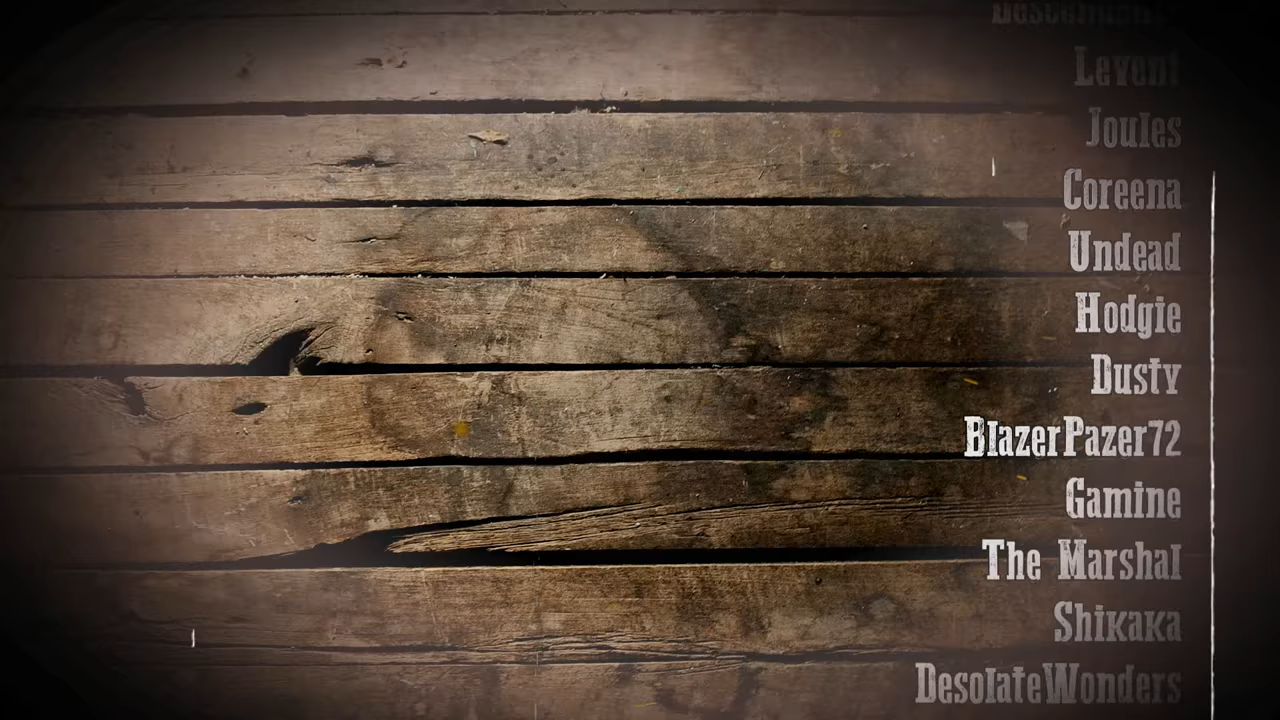 Levont
Joules
Coreena
Undead
Hodgie
Dusty
BlazerPazer72
Gamine
The Marshal
Shikaka
DesolateWonders